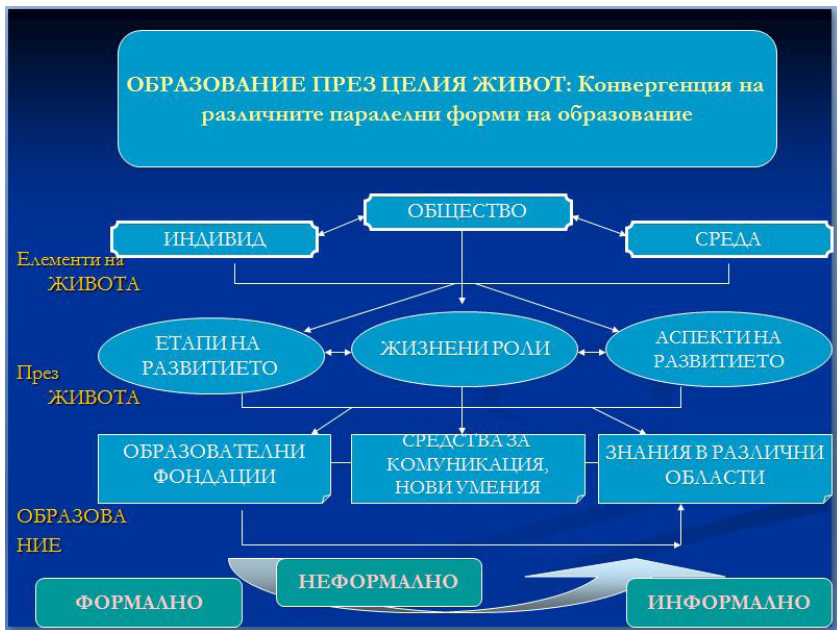 ОБРАЗОВАНИЕ ПРЕЗ ЦЕЛИЯ ЖИВОТ: Конвергенция на
различните паралелни форми на образование
ОБЩЕСТВО
ИНДИВИД
СРЕДА
Елементи на
ЖИВОТА
ЕТАПИ НА
РАЗВИТИЕТО
ЖИЗНЕНИ РОЛИ
АСПЕКТИ НА
РАЗВИТИЕТО
През
ЖИВОТА
ОБРАЗОВАТЕЛНИ
ФОНДАЦИИ
СРЕДСТВА ЗА
КОМУНИКАЦИЯ,
НОВИ УМЕНИЯ
ЗНАНИЯ В РАЗЛИЧНИ
ОБЛАСТИ
ОБРАЗОВА
НИЕ
ФОРМАЛНО
НЕФОРМАЛНО
ИНФОРМАЛНО